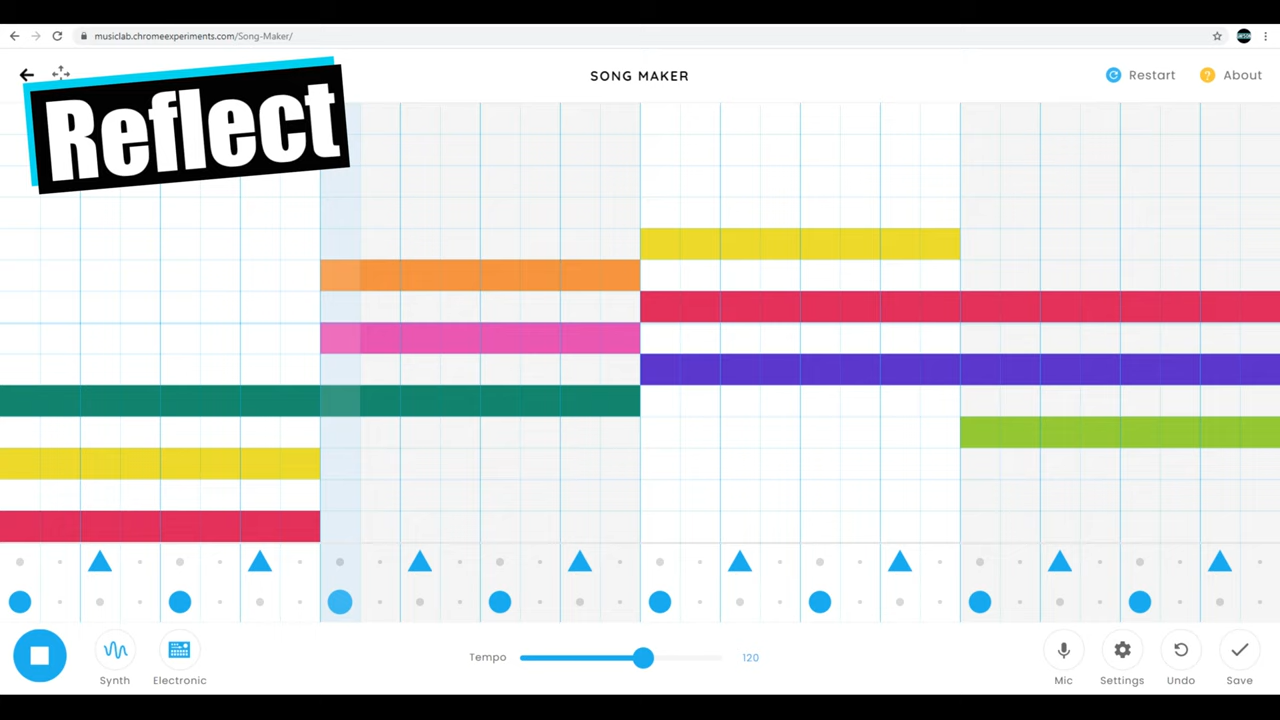 musiclab.chromeexperiments.com/Song-Maker/
Reflect
SONG MAKER
Restart
About
Synth
Electronic
Tempo
120
Mic
Settings
Undo
Save